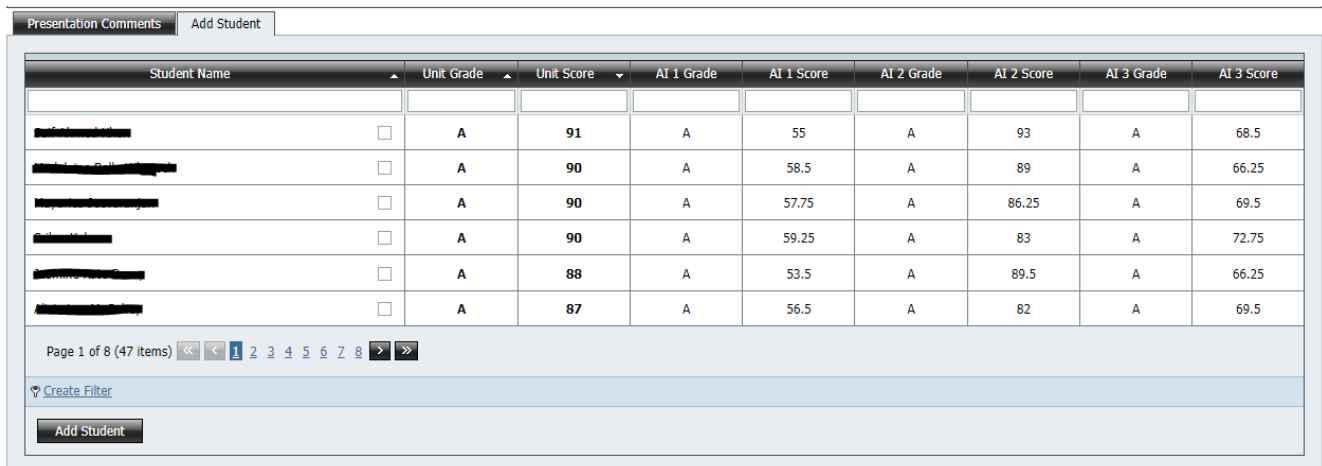 Presentation Comments Add Student
Student Name Unit Grade Unit Score AI 1 Grade AI 1 Score AI 2 Grade AI 2 Score AI 3 Grade AI 3 Score
A 91 A 55 A 93 A 68.5
A 90 A 58.5 A 89 A 66.25
A 90 A 57.75 A 86.25 A 69.5
A 90 A 59.25 A 83 A 72.75
A 88 A 53.5 A 89.5 A 66.25
A 87 A 56.5 A 82 A 69.5
Page 1 of 8 (47 items) « < 1 2 3 4 5 6 7 8 > »
Create Filter
Add Student